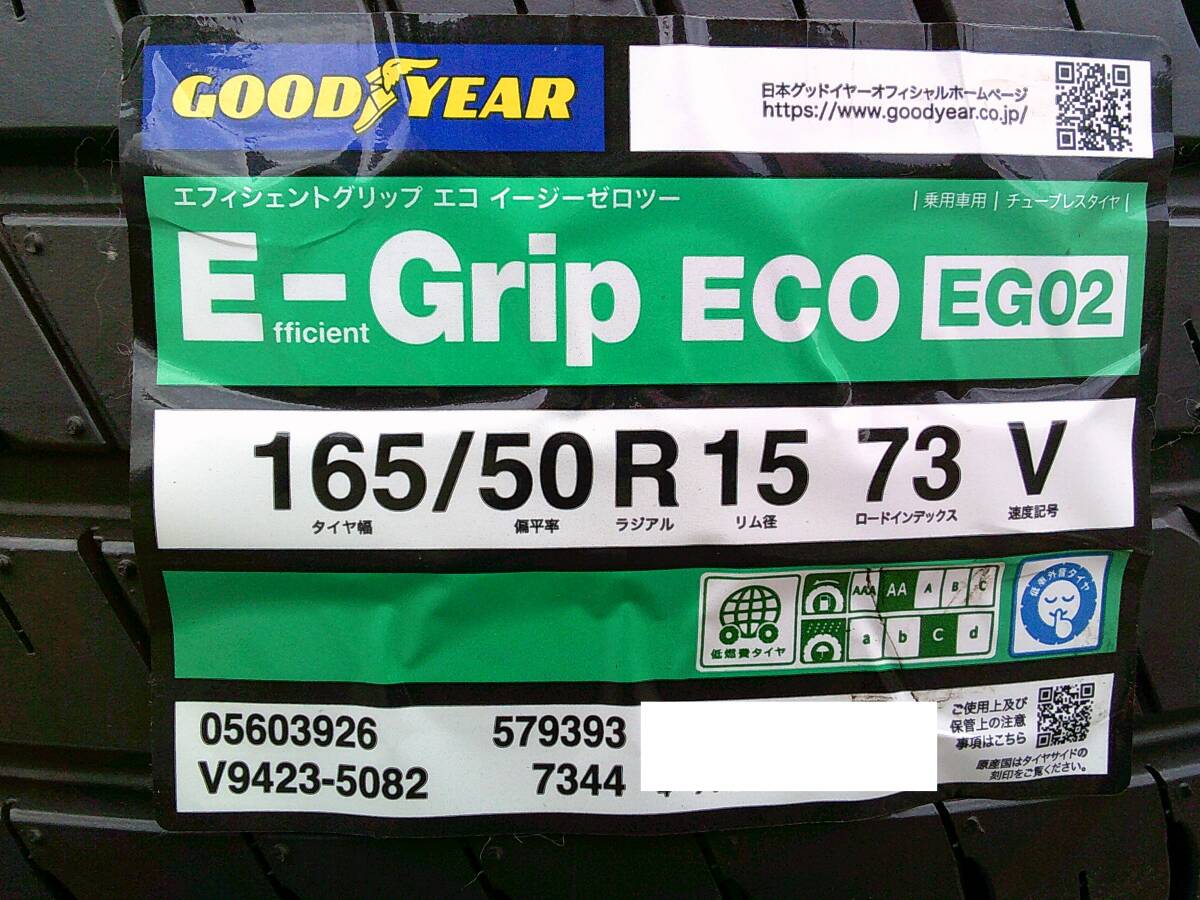 GOODYEAR
日本グッドイヤーオフィシャルホームページ
https://www.goodyear.co.jp/
エフィシェントグリップ エコ イージーゼロツー
| 乗用車用 | チューブレスタイヤ |
E-Grip ECO EG02
fficient
165/50 R 15 73 V
タイヤ幅 偏平率 ラジアル リム径 ロードインデックス 速度記号
低燃費タイヤ
AAA AA A B C
a b C d
低車外音タイヤ
05603926 579393
V9423-5082 7344
ご使用上及び
保管上の注意
事項はこちら
原産国はタイヤサイドの
刻印をご覧ください。